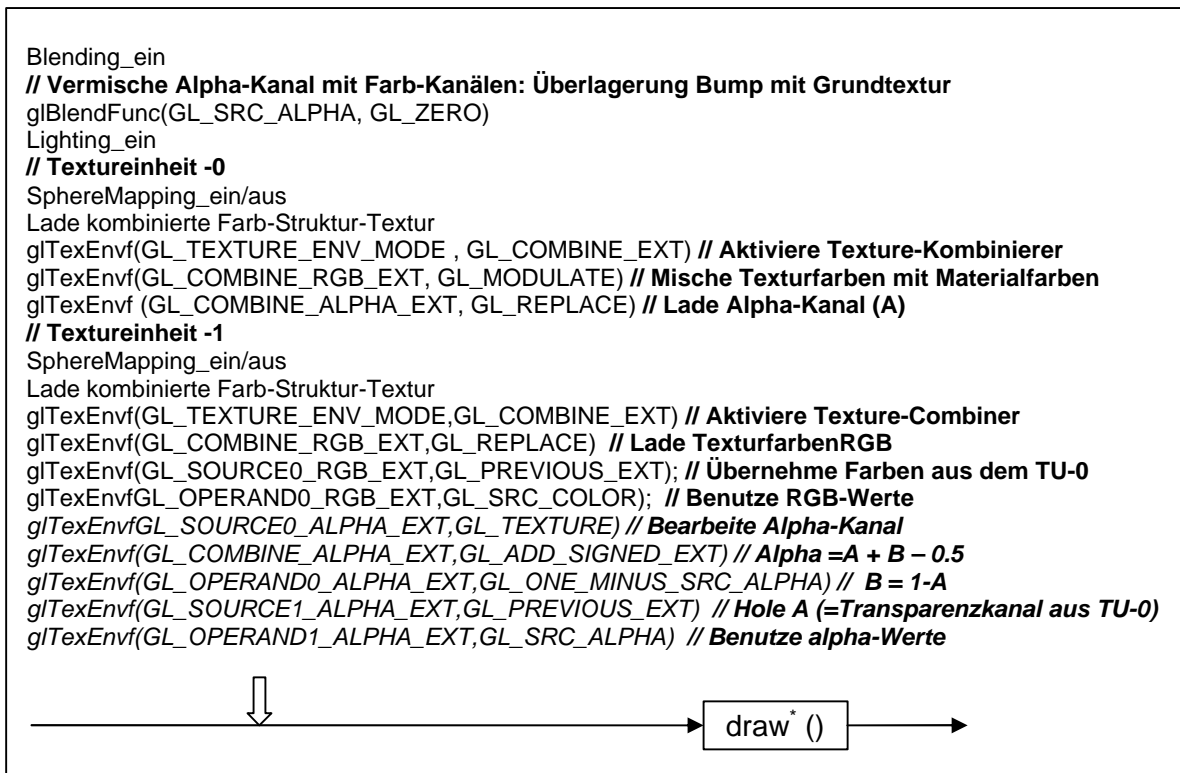 Blending_ein
// Vermische Alpha-Kanal mit Farb-Kanälen: Überlagerung Bump mit Grundtextur
glBlendFunc(GL_SRC_ALPHA, GL_ZERO)
Lighting_ein
// Textureinheit -0
SphereMapping_ein/aus
Lade kombinierte Farb-Struktur-Textur
glTexEnvf(GL_TEXTURE_ENV_MODE , GL_COMBINE_EXT) // Aktiviere Texture-Kombinierer
glTexEnvf(GL_COMBINE_RGB_EXT, GL_MODULATE) // Mische Texturfarben mit Materialfarben
glTexEnvf (GL_COMBINE_ALPHA_EXT, GL_REPLACE) // Lade Alpha-Kanal (A)
// Textureinheit -1
SphereMapping_ein/aus
Lade kombinierte Farb-Struktur-Textur
glTexEnvf(GL_TEXTURE_ENV_MODE,GL_COMBINE_EXT) // Aktiviere Texture-Combiner
glTexEnvf(GL_COMBINE_RGB_EXT,GL_REPLACE) // Lade TexturfarbenRGB
glTexEnvf(GL_SOURCE0_RGB_EXT,GL_PREVIOUS_EXT); // Übernehme Farben aus dem TU-0
glTexEnvfGL_OPERAND0_RGB_EXT,GL_SRC_COLOR); // Benutze RGB-Werte
glTexEnvfGL_SOURCE0_ALPHA_EXT,GL_TEXTURE) // Bearbeite Alpha-Kanal
glTexEnvf(GL_COMBINE_ALPHA_EXT,GL_ADD_SIGNED_EXT) // Alpha =A + B – 0.5
glTexEnvf(GL_OPERAND0_ALPHA_EXT,GL_ONE_MINUS_SRC_ALPHA) // B = 1-A
glTexEnvf(GL_SOURCE1_ALPHA_EXT,GL_PREVIOUS_EXT) // Hole A (=Transparenzkanal aus TU-0)
glTexEnvf(GL_OPERAND1_ALPHA_EXT,GL_SRC_ALPHA) // Benutze alpha-Werte
draw* ()